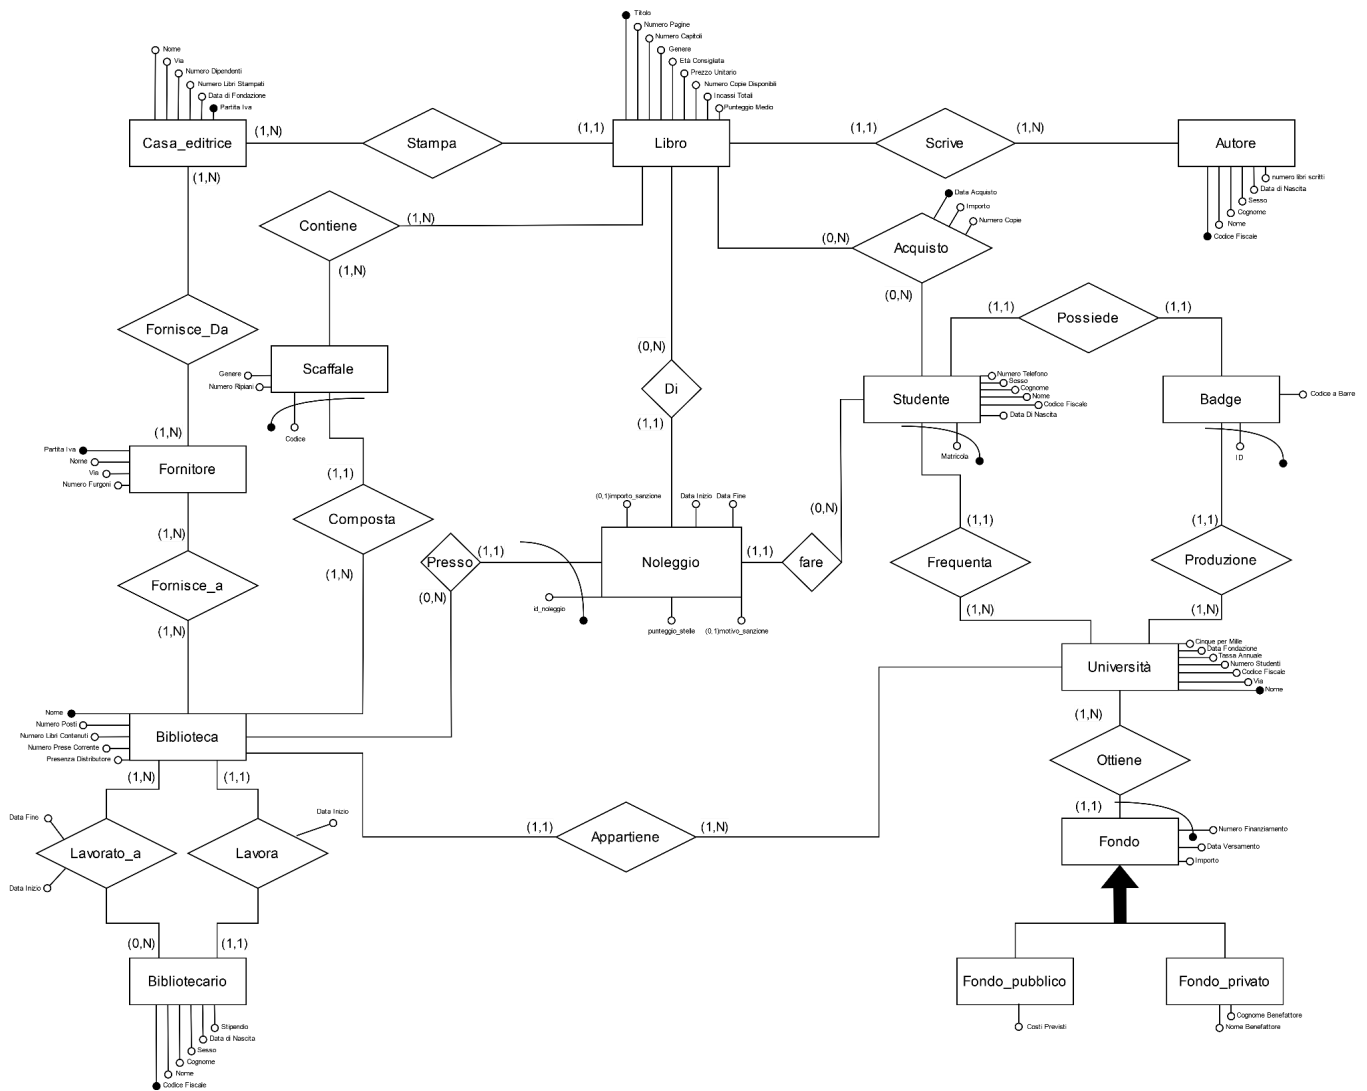 Titolo
Numero Pagine
Numero Capitoli
Genere
Età Consigliata
Prezzo Unitario
Numero Copie Disponbili
Incassi Totali
Punteggio Medio
Nome
Via
Numero Dipendenti
Numero Libri Stampati
Data di Fondazione
Partita Iva
Casa_editrice
(1,N)
Stampa
(1,1)
Libro
(1,1)
Scrive
(1,N)
Autore
numero libri scritti
Data di Nascita
Sesso
Cognome
Nome
Codice Fiscale
(1,N)
Contiene
(1,N)
(1,N)
Data Acquisto
Importo
Numero Copie
(0,N)
Acquisto
(0,N)
Fornisce_Da
(1,N)
Scaffale
Genere
Numero Ripiani
Codice
(0,N)
Di
(1,1)
(1,1)
Possiede
(1,1)
Studente
Numero Telefono
Sesso
Cognome
Nome
Codice Fiscale
Data Di Nascita
Matricola
Badge
Codice a Barre
ID
Partita Iva
Nome
Via
Numero Furgoni
Fornitore
(1,N)
Fornisce_a
(1,N)
(1,1)
Composta
(1,N)
Presso
(1,1)
(0,N)
(0,1)importo_sanzione
Data Inizio
Data Fine
Noleggio
id_noleggio
punteggio_stelle
(0,1)motivo_sanzione
(1,1)
fare
(0,N)
(1,1)
Frequenta
(1,N)
(1,1)
Produzione
(1,N)
Università
Cinque per Mille
Data Fondazione
Tassa Annuale
Numero Studenti
Codice Fiscale
Via
Nome
Nome
Numero Posti
Numero Libri Contenuti
Numero Prese Corrente
Presenza Distributore
Biblioteca
(1,N)
(1,1)
Data Fine
Lavorato_a
Data Inizio
Data Inizio
Lavora
(0,N)
(1,1)
(1,1)
Appartiene
(1,N)
(1,N)
Ottiene
(1,1)
Fondo
Numero Finanziamento
Data Versamento
Importo
Bibliotecario
Stipendio
Data di Nascita
Sesso
Cognome
Nome
Codice Fiscale
Fondo_pubblico
Costi Previsti
Fondo_privato
Cognome Benefattore
Nome Benefattore